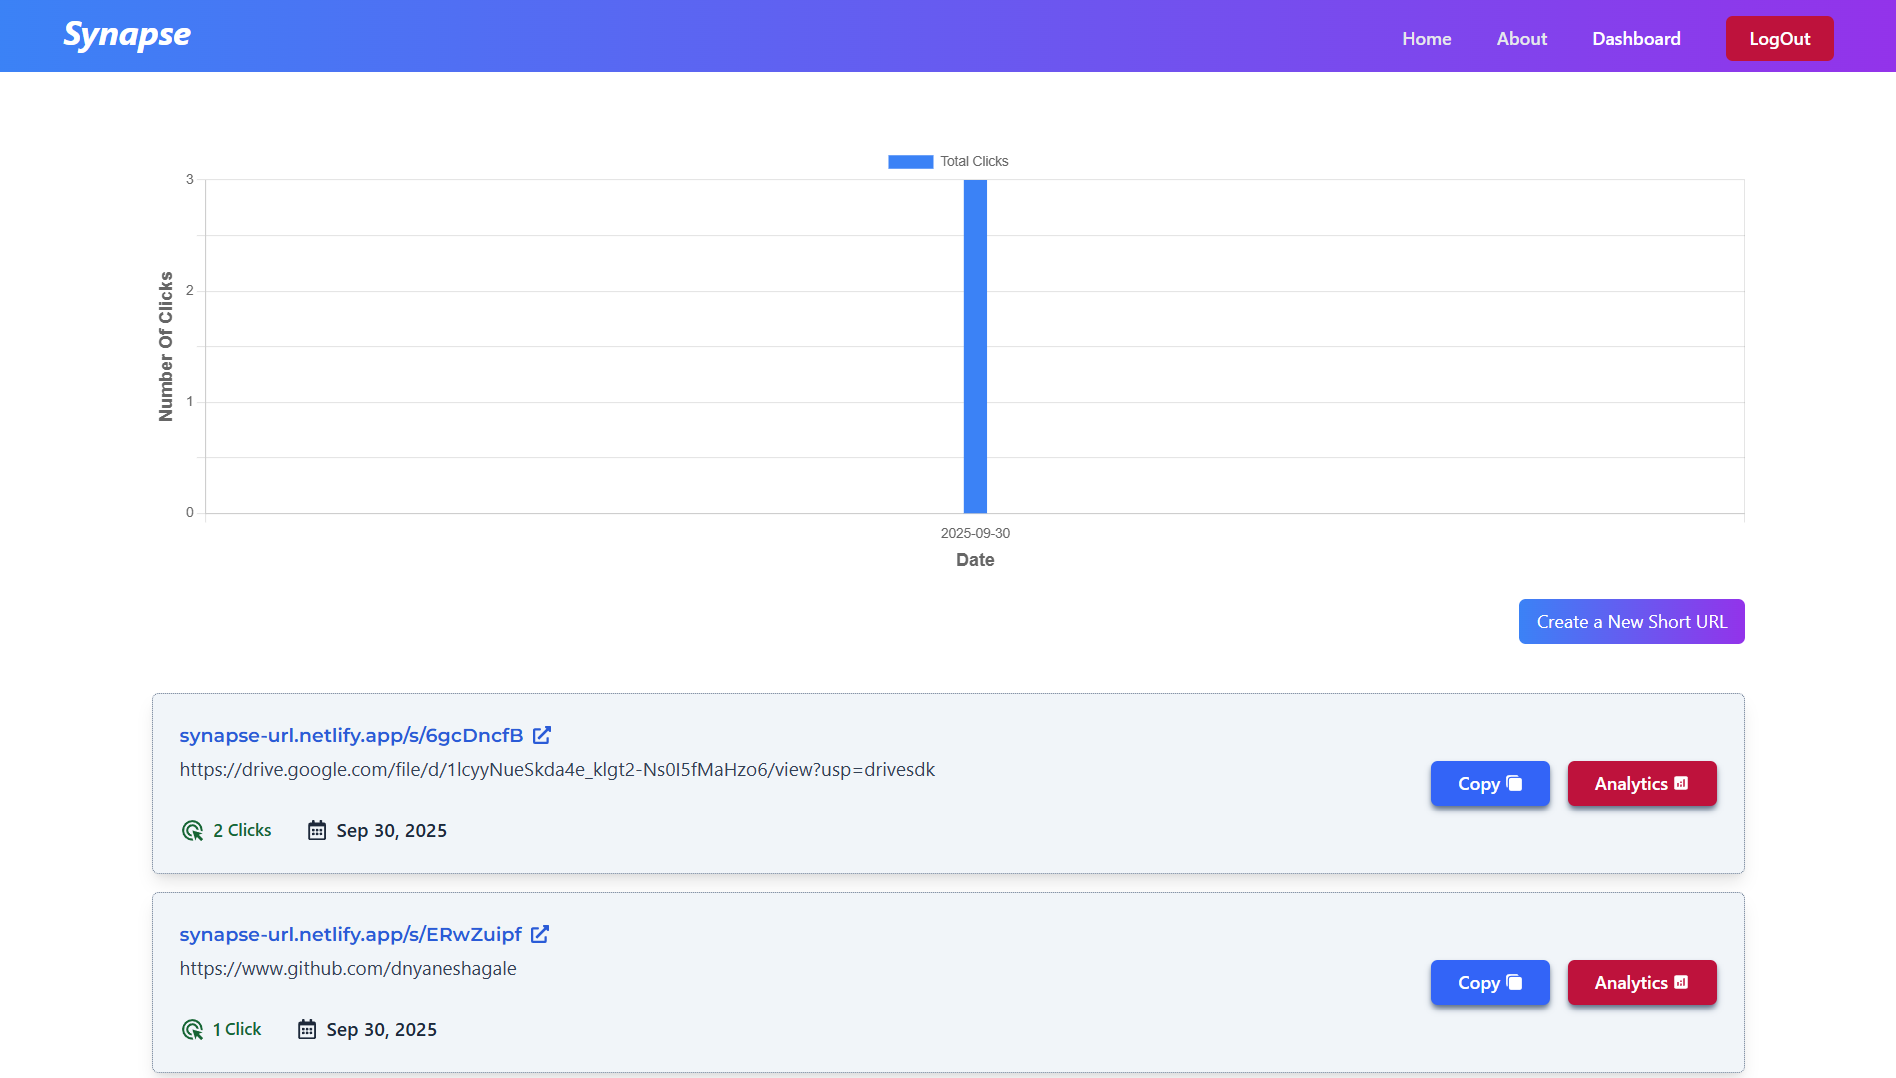 Synapse
Home About Dashboard LogOut
Total Clicks
3
2
1
0
Number Of Clicks
2025-09-30
Date
Create a New Short URL
synapse-url.netlify.app/s/6gcDncfB
https://drive.google.com/file/d/1lcyyNueSkda4e_klgt2-Ns0I5fMaHzo6/view?usp=drivesdk
Copy Analytics
2 Clicks Sep 30, 2025
synapse-url.netlify.app/s/ERwZuipf
https://www.github.com/dnyaneshagale
Copy Analytics
1 Click Sep 30, 2025